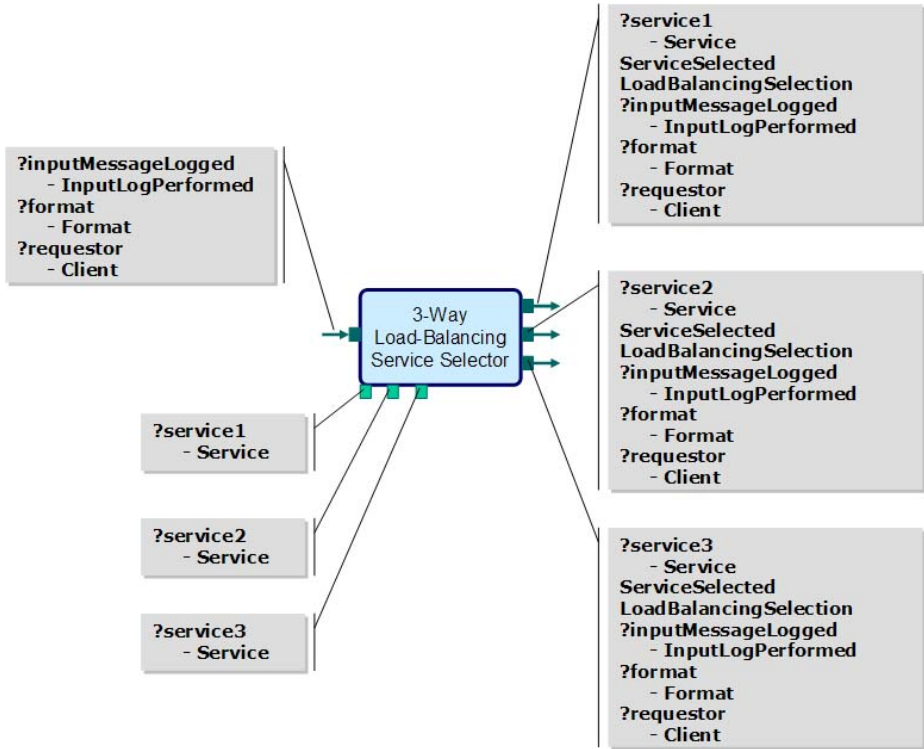 ?inputMessageLogged
- InputLogPerformed
?format
- Format
?requestor
- Client
3-Way
Load-Balancing
Service Selector
?service1
- Service
?service2
- Service
?service3
- Service
?service1
- Service
ServiceSelected
LoadBalancingSelection
?inputMessageLogged
- InputLogPerformed
?format
- Format
?requestor
- Client
?service2
- Service
ServiceSelected
LoadBalancingSelection
?inputMessageLogged
- InputLogPerformed
?format
- Format
?requestor
- Client
?service3
- Service
ServiceSelected
LoadBalancingSelection
?inputMessageLogged
- InputLogPerformed
?format
- Format
?requestor
- Client